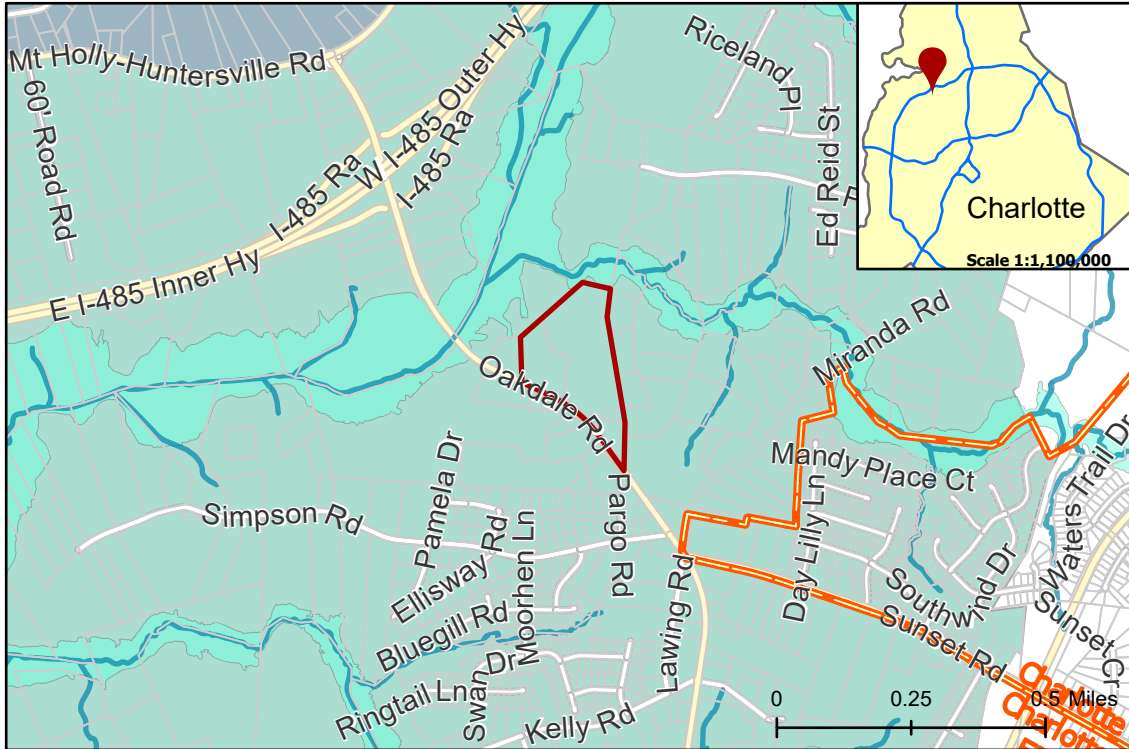 Mt Holly-Huntersville Rd
60' Road Rd
I-485 Ra
W I-485 Outer Hy
I-485 Ra
E I-485 Inner Hy
Riceland Pl
Ed Reid St
Charlotte
Scale 1:1,100,000
Miranda Rd
Oakdale Rd
Mandy Place Ct
Pamela Dr
Simpson Rd
Ellisway Rd
Moorhen Ln
Pargo Rd
Day Lilly Ln
Waters Trail Dr
Bluegill Rd
Lawing Rd
Southwind Dr
Sunset Rd
Sunset Cr
Swan Dr
Ringtail Ln
Kelly Rd
Charlotte
Charlott
0 0.25 0.5 Miles